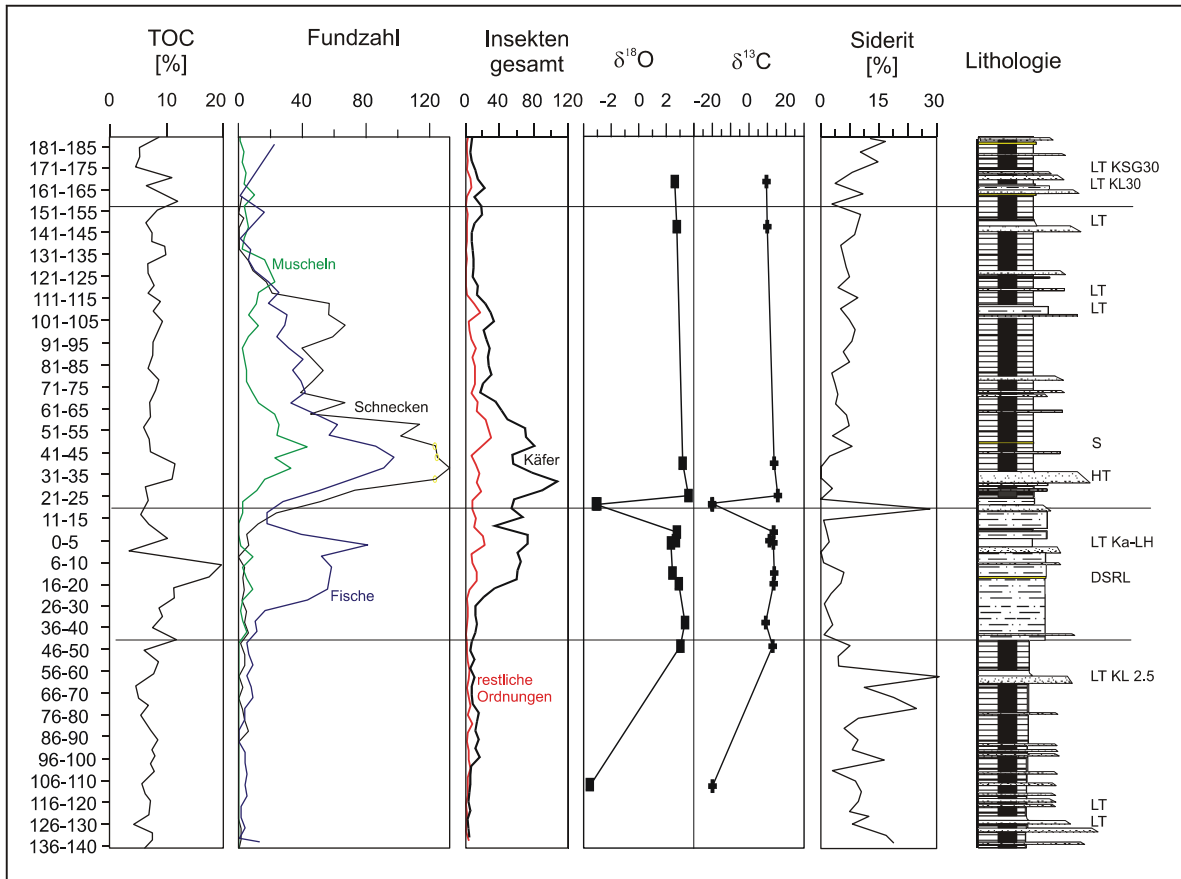 TOC
[%]
Fundzahl
Insekten
gesamt
δ18O
δ13C
Siderit
[%]
Lithologie
0 10 20
0 40 80 120
0 40 80 120
-2 2
-20 0 20
0 15 30
181-185
171-175
161-165
151-155
141-145
131-135
121-125
111-115
101-105
91-95
81-85
71-75
61-65
51-55
41-45
31-35
21-25
11-15
0-5
6-10
16-20
26-30
36-40
46-50
56-60
66-70
76-80
86-90
96-100
106-110
116-120
126-130
136-140
Muscheln
Schnecken
Fische
Käfer
restliche
Ordnungen
LT KSG30
LT KL30
LT
LT
LT
S
HT
LT Ka-LH
DSRL
LT KL 2.5
LT
LT